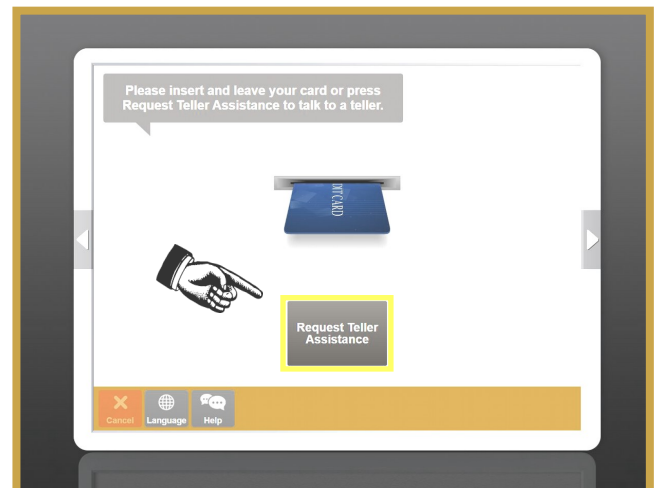 Please insert and leave your card or press
Request Teller Assistance to talk to a teller.
DITCARD
Request Teller
Assistance
Cancel
Language
Help